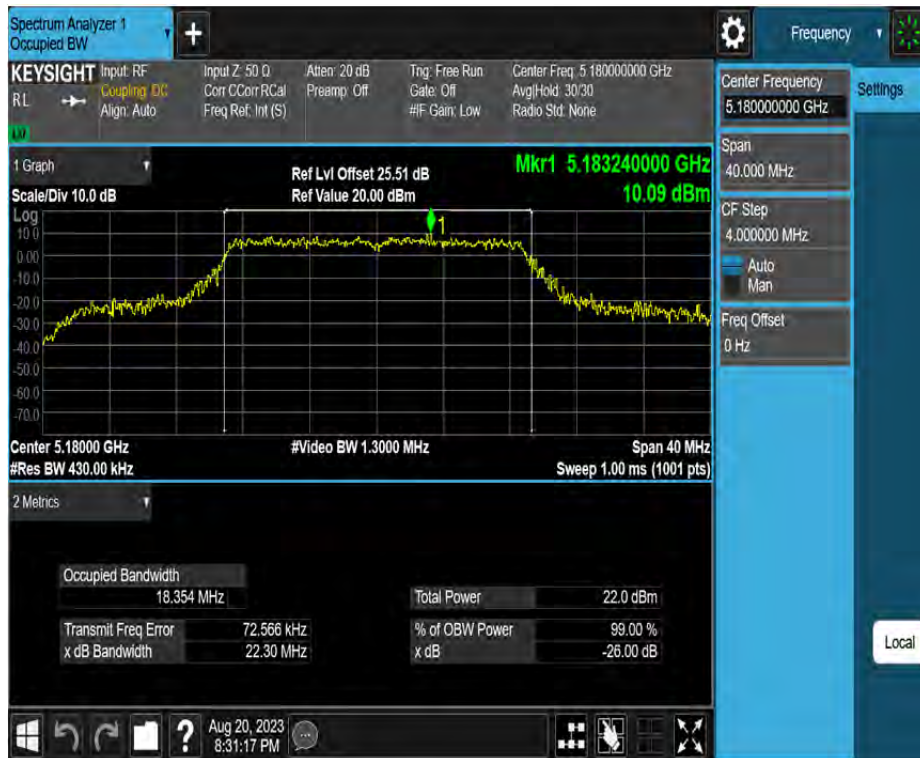 Spectrum Analyzer 1
Occupied BW
Frequency
KEYSIGHT
RL
Input: RF
Coupling: DC
Align: Auto
Input Z: 50 Ω
Corr CCorr RCal
Freq Ref: Int (S)
Atten: 20 dB
Preamp: Off
Trig: Free Run
Gate: Off
#IF Gain: Low
Center Freq: 5.180000000 GHz
Avg|Hold: 30/30
Radio Std: None
Center Frequency
5.180000000 GHz
Settings
Span
40.000 MHz
CF Step
4.000000 MHz
Auto
Man
Freq Offset
0 Hz
1 Graph
Scale/Div 10.0 dB
Ref Lvl Offset 25.51 dB
Ref Value 20.00 dBm
Mkr1 5.183240000 GHz
10.09 dBm
Log
10.0
0.00
-10.0
-20.0
-30.0
-40.0
-50.0
-60.0
-70.0
1
Center 5.18000 GHz
#Video BW 1.3000 MHz
Span 40 MHz
#Res BW 430.00 kHz
Sweep 1.00 ms (1001 pts)
2 Metrics
Occupied Bandwidth
18.354 MHz
Total Power 22.0 dBm
Transmit Freq Error 72.566 kHz
% of OBW Power 99.00 %
x dB Bandwidth 22.30 MHz
x dB -26.00 dB
Local
Aug 20, 2023
8:31:17 PM